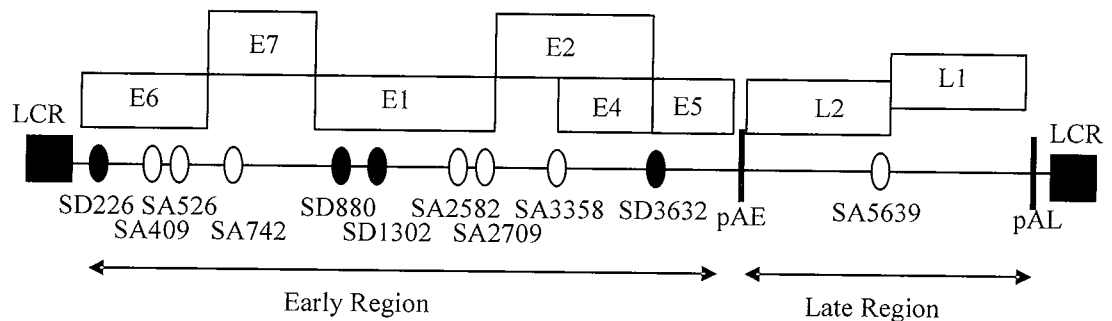 E7 E2
L1
E6 E1 E4 E5 L2
LCR LCR
SD226 SA526 SD880 SA2582 SA3358 SD3632 pAE SA5639 pAL
SA409 SA742 SD1302 SA2709
Early Region Late Region